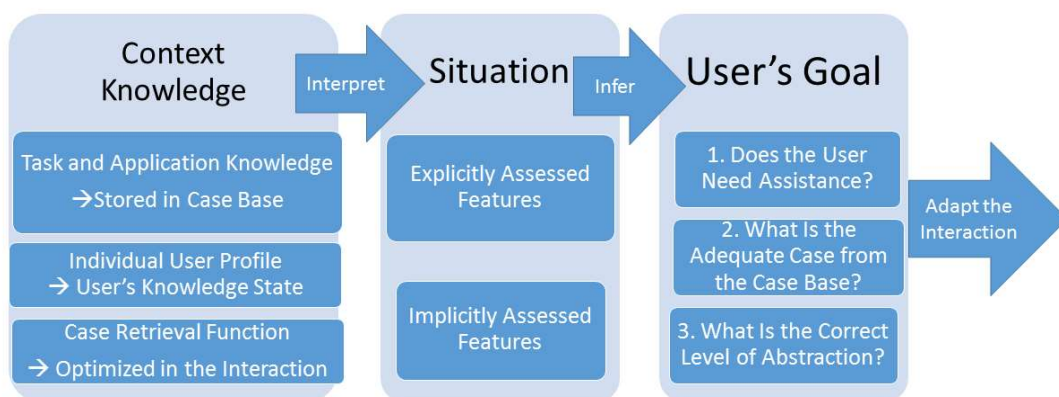 Context
Knowledge
Task and Application Knowledge
→Stored in Case Base
Individual User Profile
→ User's Knowledge State
Case Retrieval Function
→ Optimized in the Interaction
Interpret
Situation
Explicitly Assessed
Features
Implicitly Assessed
Features
Infer
User's Goal
1. Does the User
Need Assistance?
2. What Is the
Adequate Case from
the Case Base?
3. What Is the Correct
Level of Abstraction?
Adapt the
Interaction